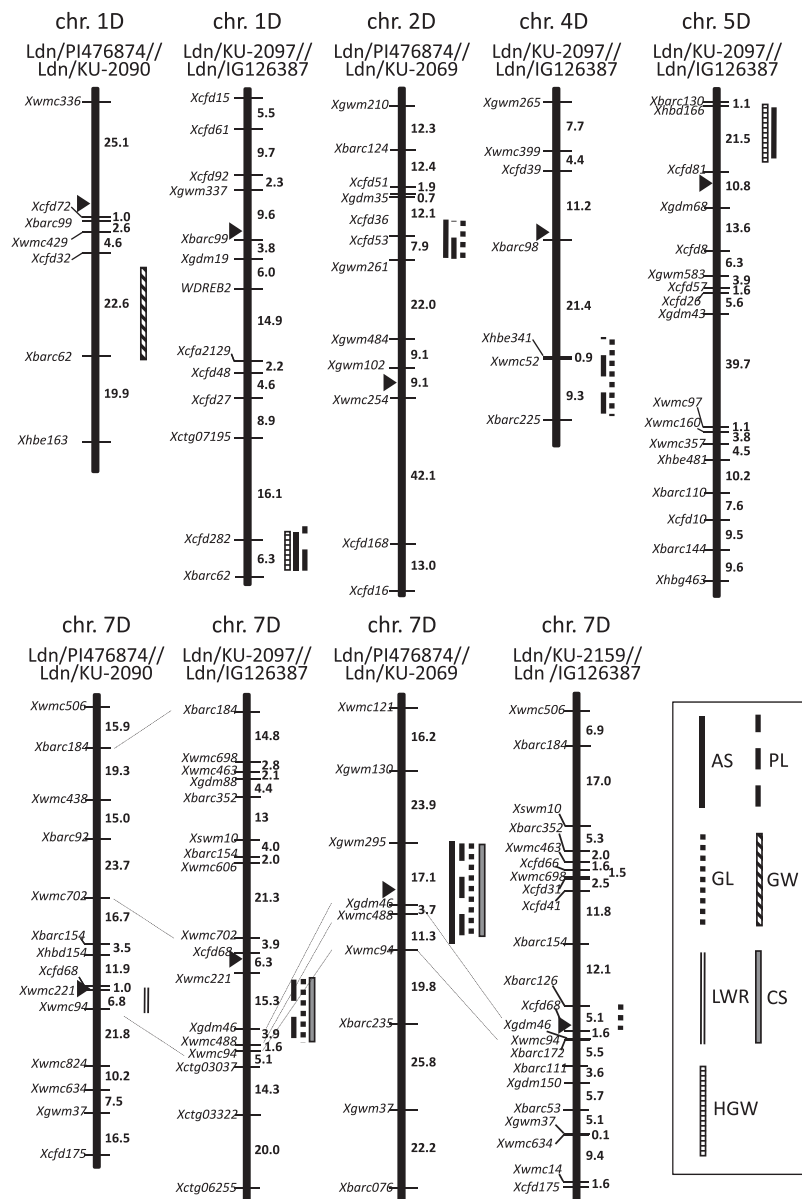 chr. 1D
Ldn/PI476874//
Ldn/KU-2090
Xwmc336
25.1
Xcfd72
1.0
Xbarc99
2.6
Xwmc429
4.6
Xcfd32
22.6
Xbarc62
19.9
Xhbe163
chr. 1D
Ldn/KU-2097//
Ldn/IG126387
Xcfd15
5.5
Xcfd61
9.7
Xcfd92
2.3
Xgwm337
9.6
Xbarc99
3.8
Xgdm19
6.0
WDREB2
14.9
Xcfa2129
2.2
Xcfd48
4.6
Xcfd27
8.9
Xctg07195
16.1
Xcfd282
6.3
Xbarc62
chr. 2D
Ldn/PI476874//
Ldn/KU-2069
Xgwm210
12.3
Xbarc124
12.4
Xcfd51
1.9
Xgdm35
0.7
12.1
Xcfd36
Xcfd53
7.9
Xgwm261
22.0
Xgwm484
9.1
Xgwm102
9.1
Xwmc254
42.1
Xcfd168
13.0
Xcfd16
chr. 4D
Ldn/KU-2097//
Ldn/IG126387
Xgwm265
7.7
Xwmc399
4.4
Xcfd39
11.2
Xbarc98
21.4
Xhbe341
0.9
Xwmc52
9.3
Xbarc225
chr. 5D
Ldn/KU-2097//
Ldn/IG126387
Xbarc130
1.1
Xhbd166
21.5
Xcfd81
10.8
Xgdm68
13.6
Xcfd8
6.3
Xgwm583
3.9
Xcfd57
1.6
Xcfd26
5.6
Xgdm43
39.7
Xwmc97
1.1
Xwmc160
3.8
Xwmc357
4.5
Xhbe481
10.2
Xbarc110
7.6
Xcfd10
9.5
Xbarc144
9.6
Xhbg463
chr. 7D
Ldn/PI476874//
Ldn/KU-2090
Xwmc506
15.9
Xbarc184
19.3
Xwmc438
15.0
Xbarc92
23.7
Xwmc702
16.7
Xbarc154
3.5
Xhbd154
11.9
Xcfd68
1.0
Xwmc221
6.8
Xwmc94
21.8
Xwmc824
10.2
Xwmc634
7.5
Xgwm37
16.5
Xcfd175
chr. 7D
Ldn/KU-2097//
Ldn/IG126387
Xbarc184
14.8
Xwmc698
2.8
Xwmc463
2.1
Xgdm88
4.4
Xbarc352
13
Xswm10
4.0
Xbarc154
2.0
Xwmc606
21.3
Xwmc702
3.9
Xcfd68
6.3
Xwmc221
15.3
Xgdm46
3.9
Xwmc488
1.6
Xwmc94
5.1
Xctg03037
14.3
Xctg03322
20.0
Xctg06255
chr. 7D
Ldn/PI476874//
Ldn/KU-2069
Xwmc121
16.2
Xgwm130
23.9
Xgwm295
17.1
Xgdm46
3.7
Xwmc488
11.3
Xwmc94
19.8
Xbarc235
25.8
Xgwm37
22.2
Xbarc076
chr. 7D
Ldn/KU-2159//
Ldn/IG126387
Xwmc506
6.9
Xbarc184
17.0
Xswm10
Xbarc352
5.3
Xwmc463
2.0
Xcfd66
1.6
1.5
Xwmc698
2.5
Xcfd31
Xcfd41
11.8
Xbarc154
12.1
Xbarc126
Xcfd68
5.1
Xgdm46
1.6
Xwmc94
5.5
Xbarc172
Xbarc111
3.6
Xgdm150
5.7
Xbarc53
5.1
Xgwm37
0.1
Xwmc634
9.4
Xwmc14
1.6
Xcfd175
AS
PL
GL
GW
LWR
CS
HGW